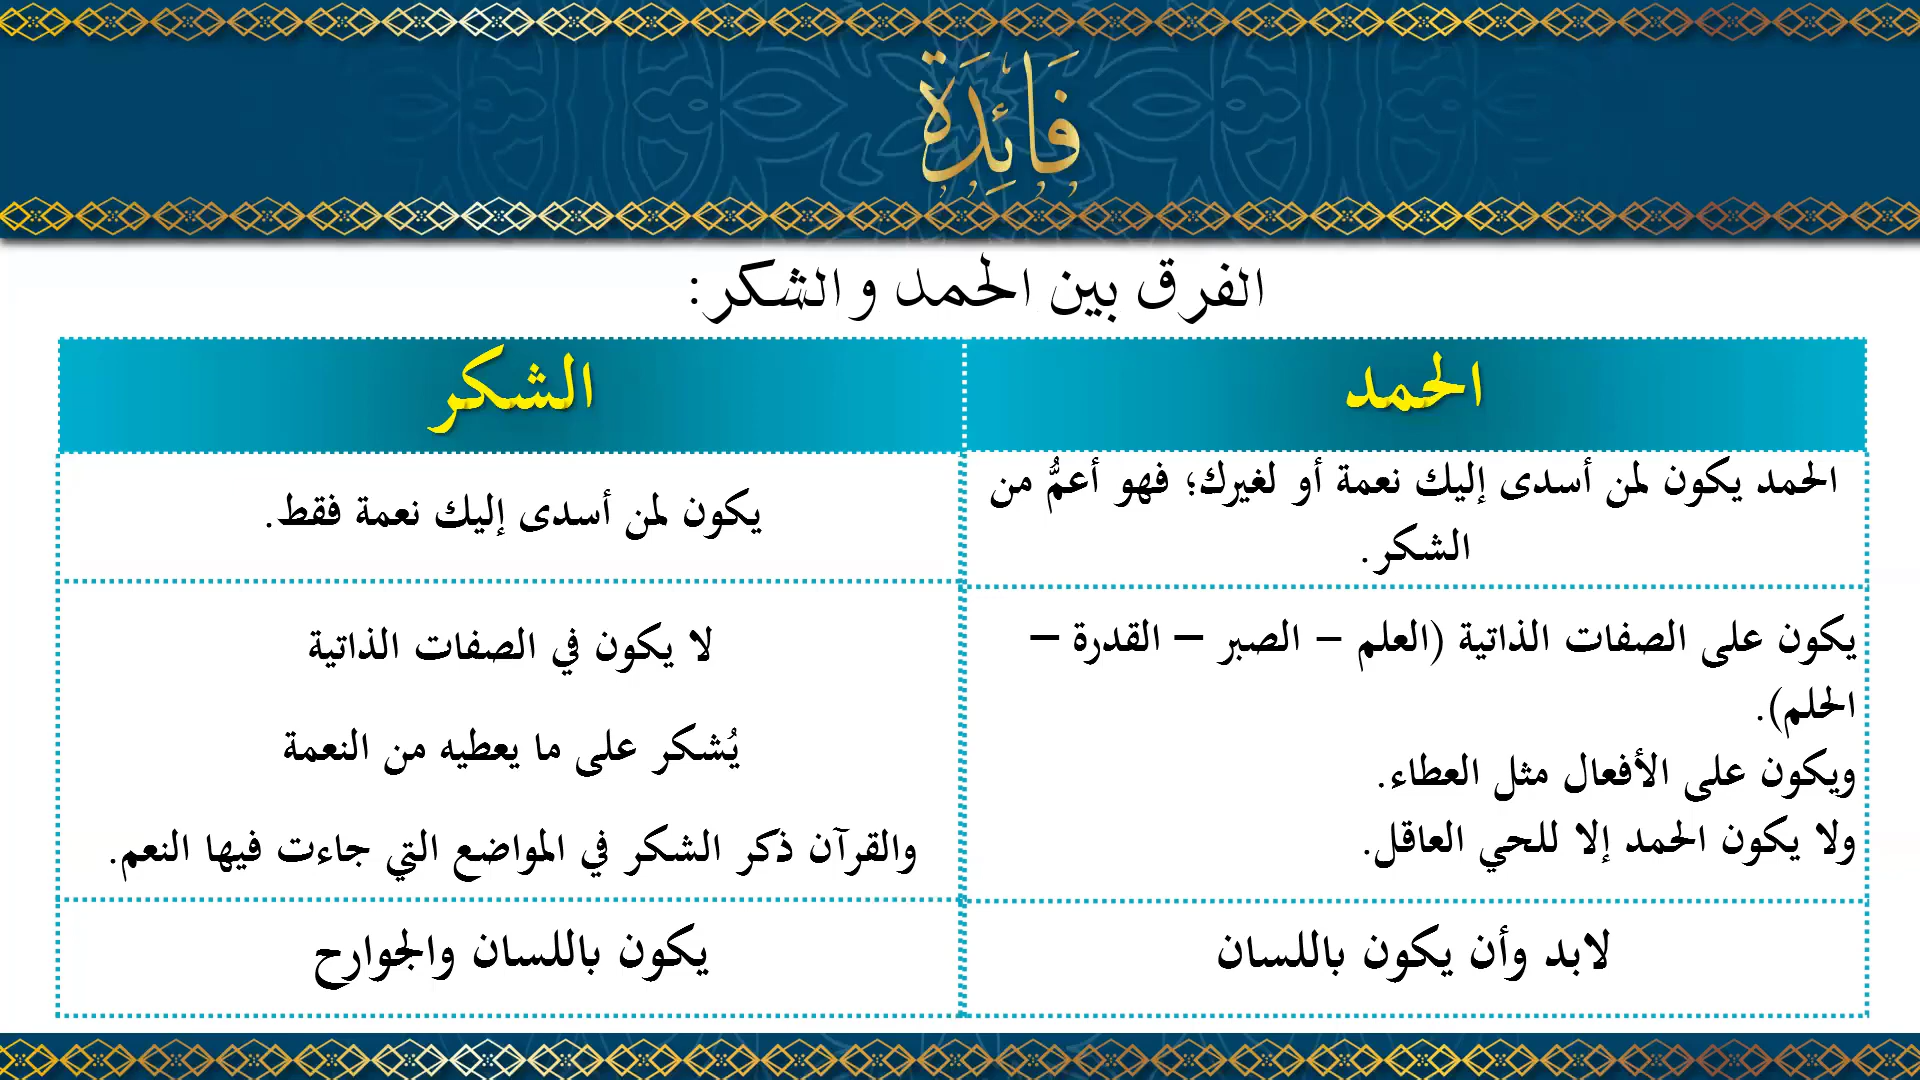 فَائِدَة
الفرق بين الحمد والشكر:
الحمد
الشكر
الحمد يكون لمن أسدى إليك نعمة أو لغيرك؛ فهو أعمُّ من
الشكر.
يكون لمن أسدى إليك نعمة فقط.
يكون على الصفات الذاتية (العلم – الصبر – القدرة –
الحلم).
ويكون على الأفعال مثل العطاء.
ولا يكون الحمد إلا للحي العاقل.
لا يكون في الصفات الذاتية
يُشكر على ما يعطيه من النعمة
والقرآن ذكر الشكر في المواضع التي جاءت فيها النعم.
لابد وأن يكون باللسان
يكون باللسان والجوارح